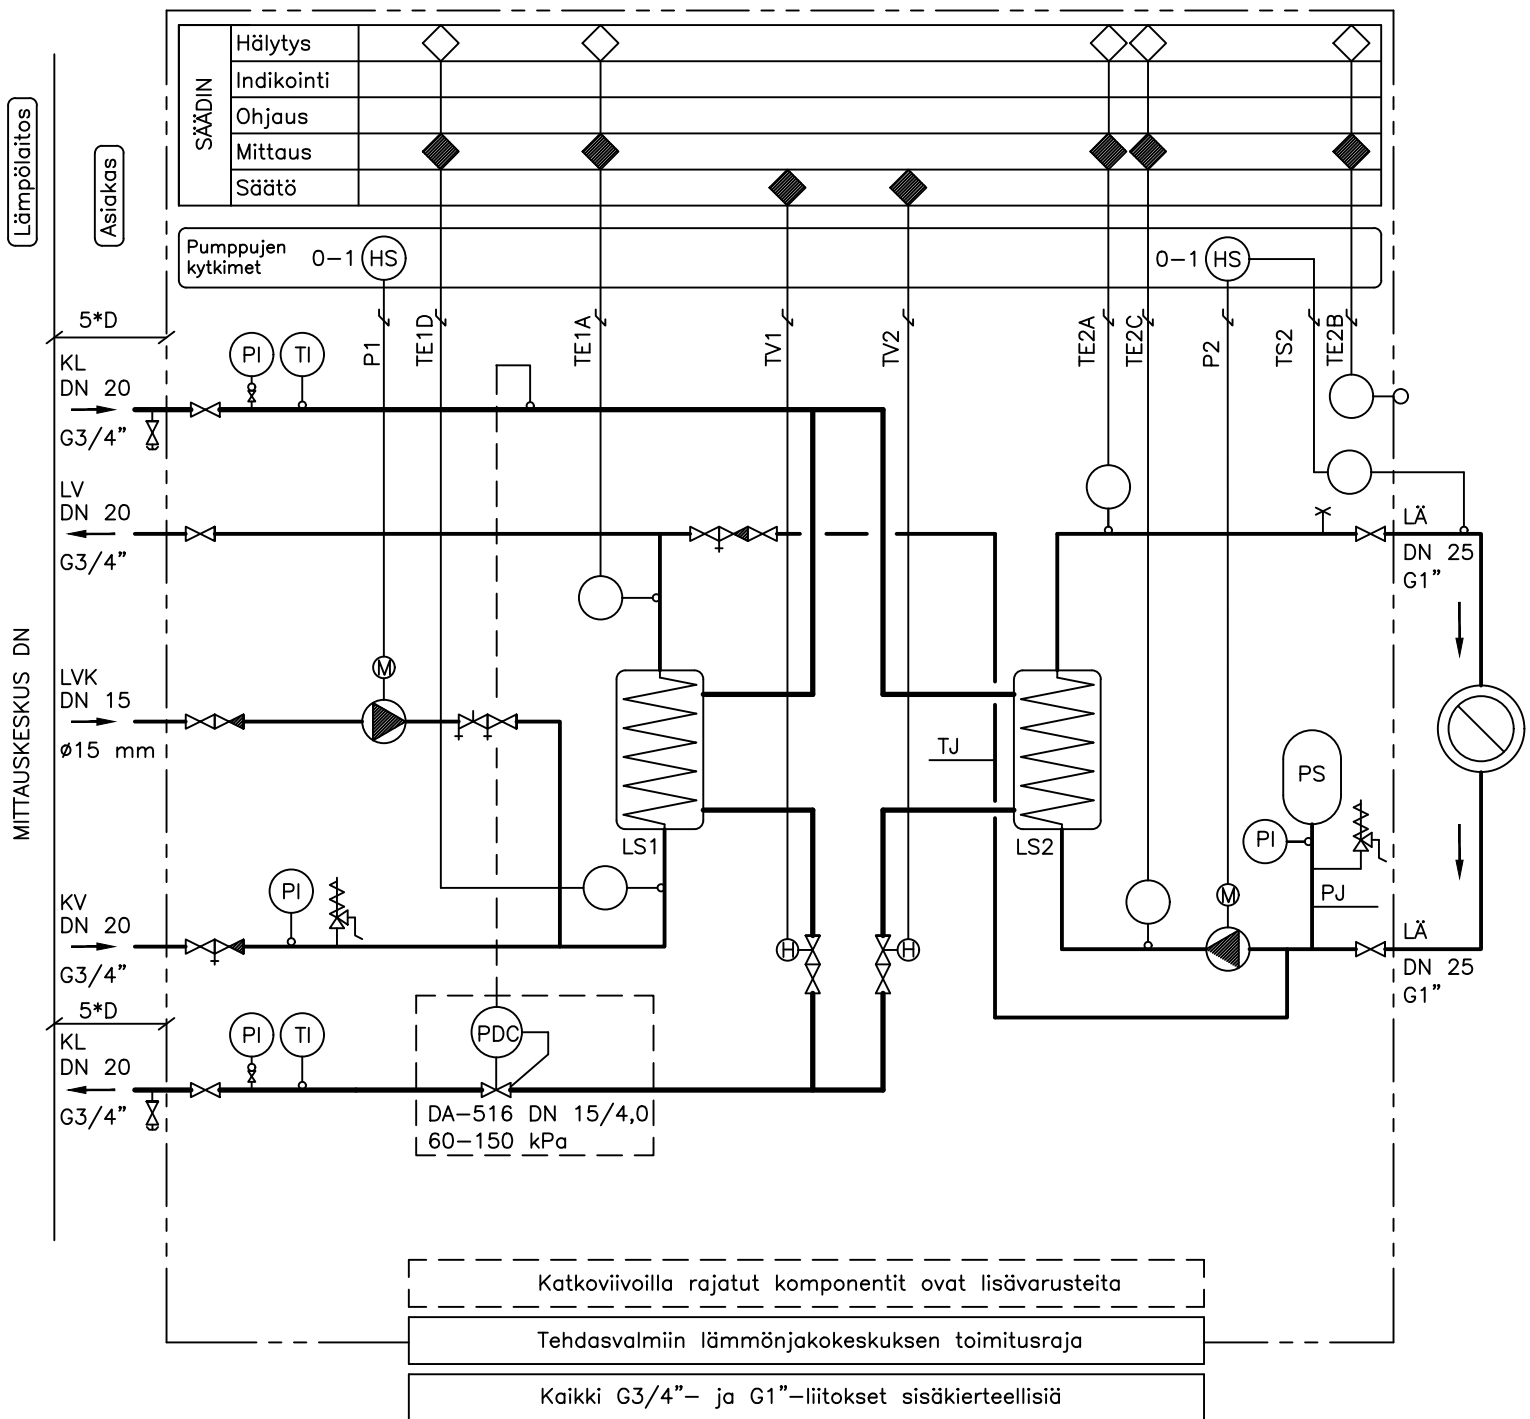 SÄÄDIN
Hälytys
Indikointi
Ohjaus
Mittaus
Säätö
Lämpölaitos
Asiakas
Pumppujen
kytkimet
0-1
HS
0-1
HS
5*D
P1
TE1D
TE1A
TV1
TV2
TE2A
TE2C
P2
TS2
TE2B
PI
TI
KL
DN 20
G3/4”
LV
DN 20
G3/4”
LÄ
DN 25
G1”
MITTAUSKESKUS DN
LVK
DN 15
ø15 mm
M
TJ
PS
LS1
LS2
PI
PJ
KV
DN 20
G3/4”
PI
M
H
H
LÄ
DN 25
G1”
5*D
KL
DN 20
G3/4”
PI
TI
PDC
DA-516 DN 15/4,0
60-150 kPa
Katkoviivoilla rajatut komponentit ovat lisävarusteita
Tehdasvalmiin lämmönjakokeskuksen toimitusraja
Kaikki G3/4”- ja G1”-liitokset sisäkierteellisiä